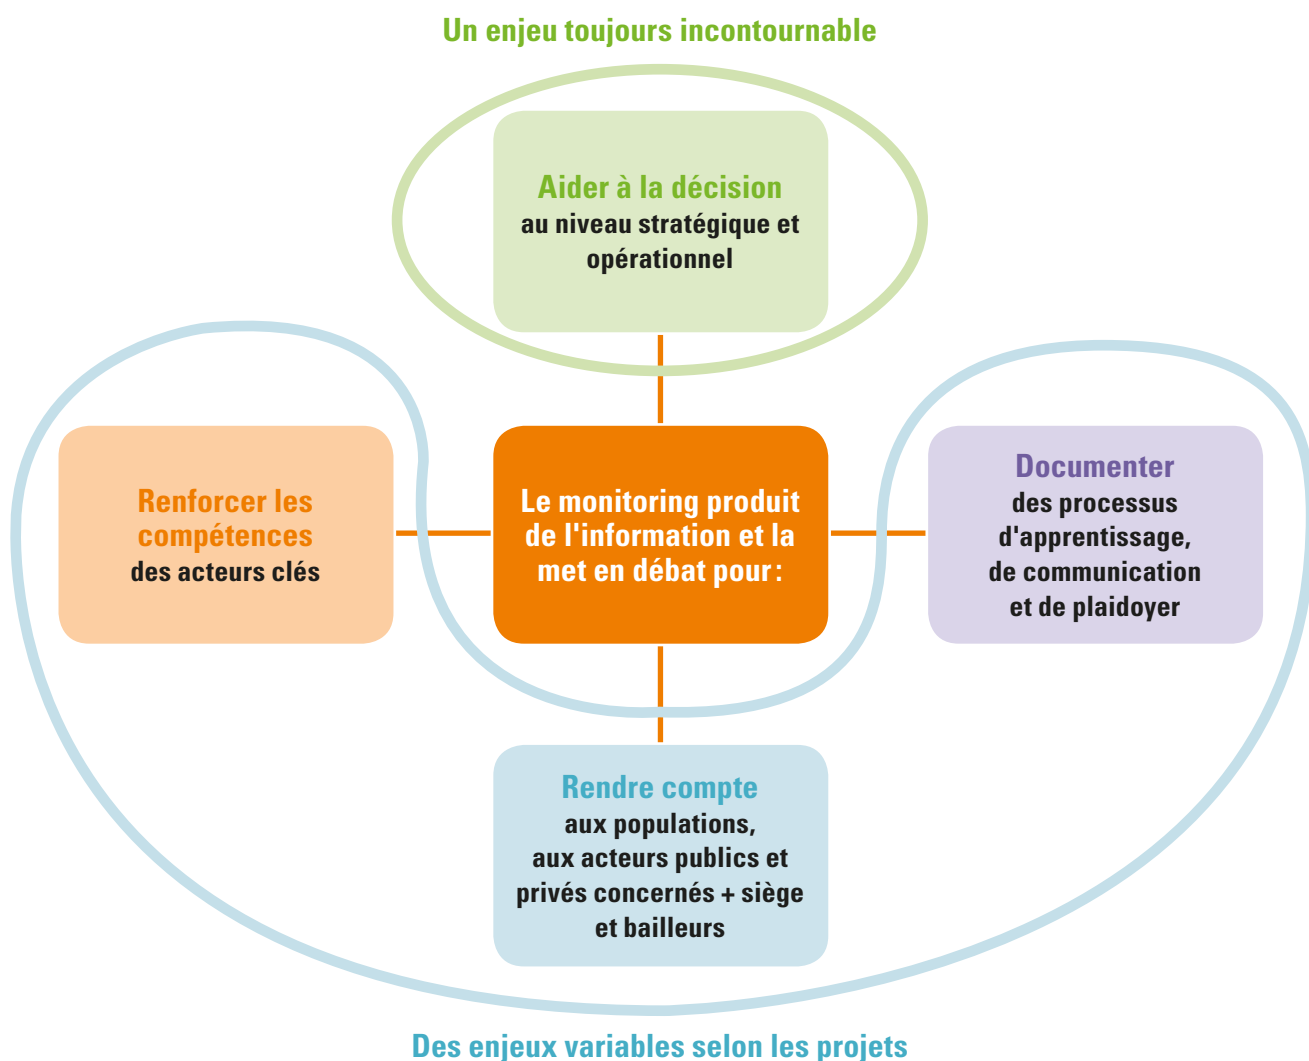 Un enjeu toujours incontournable
Aider à la décision
au niveau stratégique et
opérationnel
Renforcer les
compétences
des acteurs clés
Le monitoring produit
de l'information et la
met en débat pour :
Documenter
des processus
d'apprentissage,
de communication
et de plaidoyer
Rendre compte
aux populations,
aux acteurs publics et
privés concernés + siège
et bailleurs
Des enjeux variables selon les projets